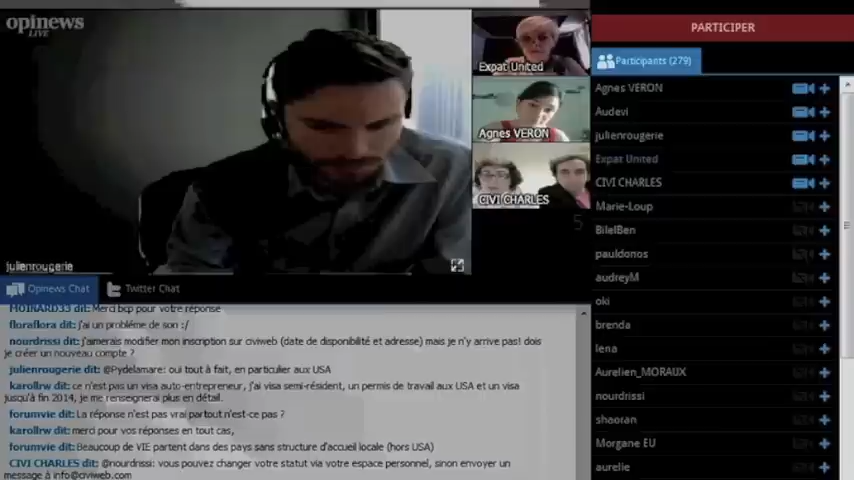 opinews
LIVE
Expat United
Agnes VERON
CIVI CHARLES
5
julienrougerie
PARTICIPER
Participants (279)
Agnes VERON
Audevi
julienrougerie
Expat United
CIVI CHARLES
Marie-Loup
BilelBen
pauldonos
audreyM
oki
brenda
lena
Aurelien_MORAUX
nourdrissi
shaoran
Morgane EU
aurelie
Opinews Chat
Twitter Chat
MOIRARD33 dit: Merci bcp pour votre réponse
floraflora dit: j'ai un problème de son :/
nourdrissi dit: j'aimerais modifier mon inscription sur civiweb (date de disponibilité et adresse) mais je n'y arrive pas! dois
je créer un nouveau compte ?
julienrougerie dit: @Pydelamare: oui tout à fait, en particulier aux USA
karollrw dit: ce n'est pas un visa auto-entrepreneur, j'ai visa semi-résident, un permis de travail aux USA et un visa
jusqu'à fin 2014, je me renseignerai plus en détail.
forumvie dit: La réponse n'est pas vrai partout n'est-ce pas ?
karollrw dit: merci pour vos réponses en tout cas,
forumvie dit: Beaucoup de VIE partent dans des pays sans structure d'accueil locale (hors USA)
CIVI CHARLES dit: @nourdrissi: vous pouvez changer votre statut via votre espace personnel, sinon envoyer un
message à info@civiweb.com